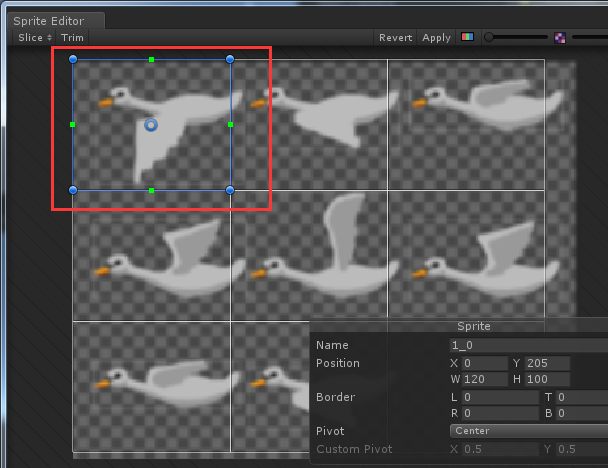 Sprite Editor
Slice Trim Revert Apply
Sprite
Name 1_0
Position X 0 Y 205
W 120 H 100
Border L 0 T 0
R 0 B 0
Pivot Center
Custom Pivot X 0.5 Y 0.5